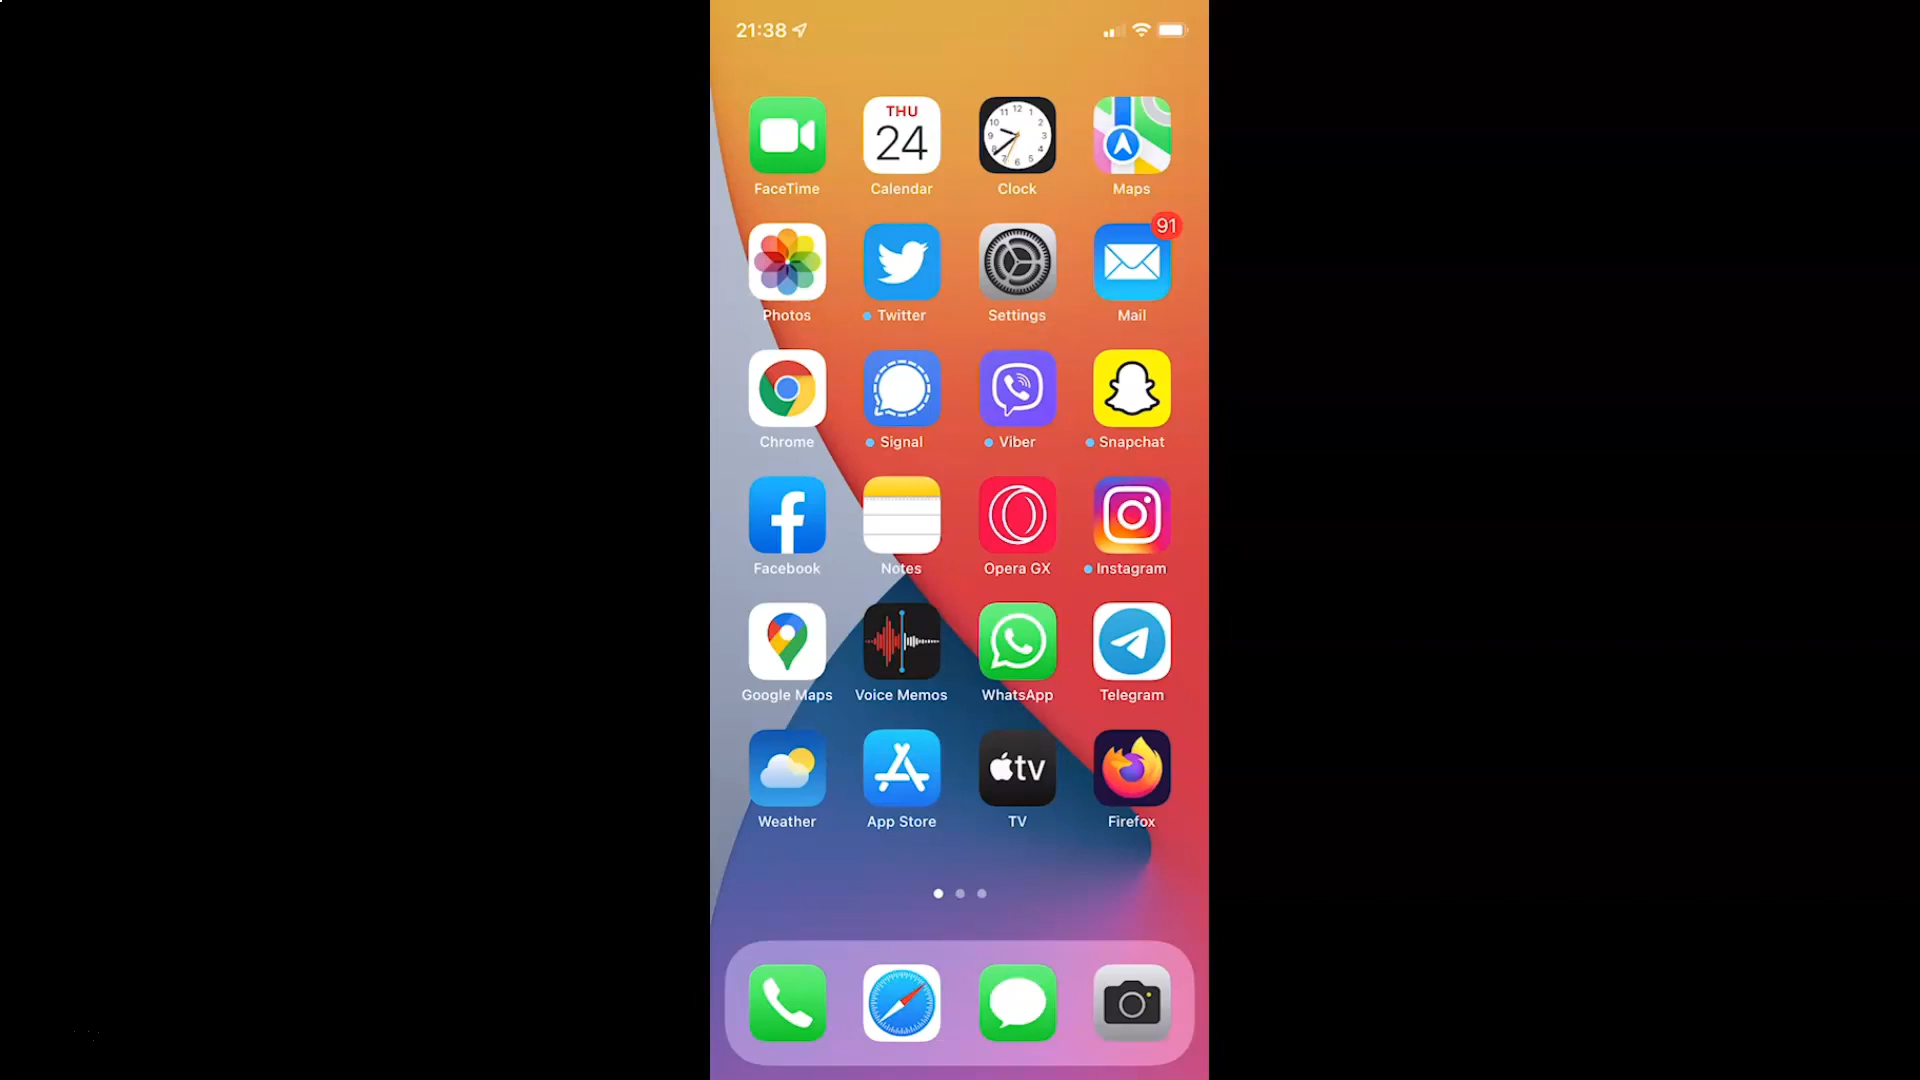 21:38
THU
24
FaceTime
Calendar
Clock
Maps
91
Photos
Twitter
Settings
Mail
Chrome
Signal
Viber
Snapchat
Facebook
Notes
Opera GX
Instagram
Google Maps
Voice Memos
WhatsApp
Telegram
tv
Weather
App Store
TV
Firefox